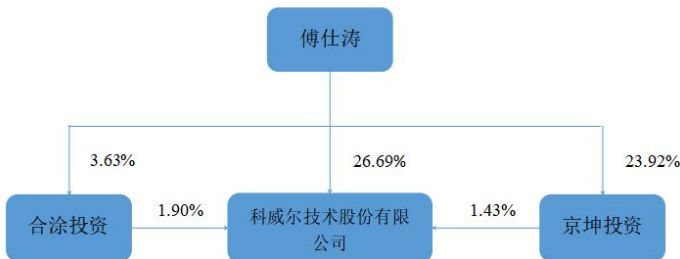 傅仕涛
3.63%
26.69%
23.92%
合涂投资
1.90%
科威尔技术股份有限
公司
1.43%
京坤投资